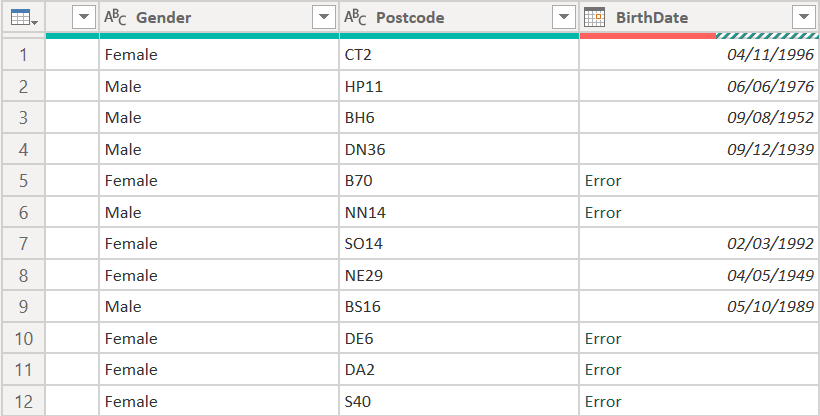 ABC Gender ABC Postcode BirthDate
1 Female CT2 04/11/1996
2 Male HP11 06/06/1976
3 Male BH6 09/08/1952
4 Male DN36 09/12/1939
5 Female B70 Error
6 Male NN14 Error
7 Female SO14 02/03/1992
8 Female NE29 04/05/1949
9 Male BS16 05/10/1989
10 Female DE6 Error
11 Female DA2 Error
12 Female S40 Error